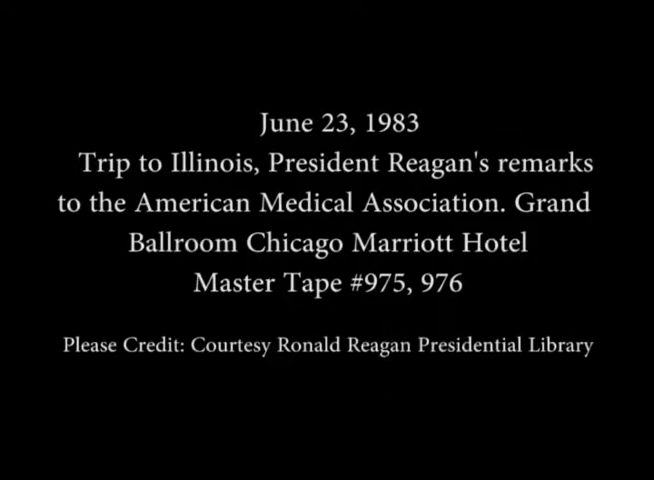 June 23, 1983
Trip to Illinois, President Reagan's remarks
to the American Medical Association. Grand
Ballroom Chicago Marriott Hotel
Master Tape #975, 976
Please Credit: Courtesy Ronald Reagan Presidential Library